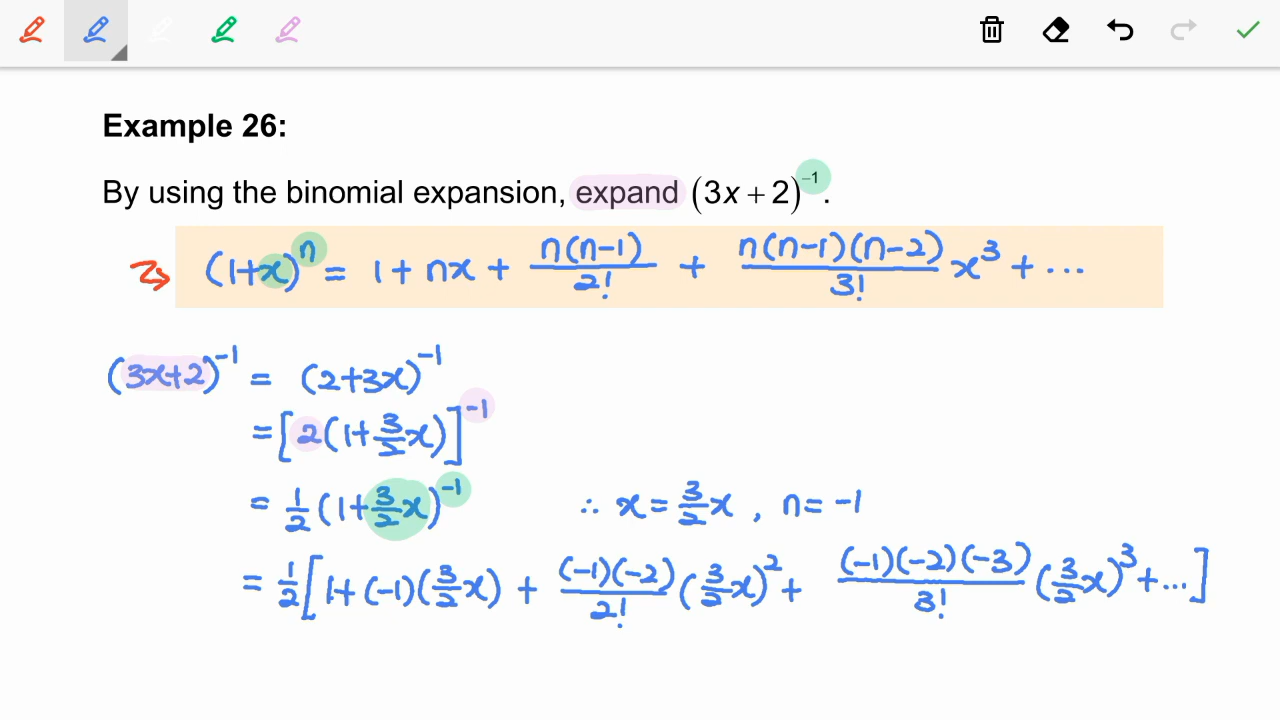 Example 26:
By using the binomial expansion, expand (3x + 2)⁻¹.
(1+x)ⁿ = 1 + nx + n(n-1)/2! + n(n-1)(n-2)/3! x³ + ...
(3x+2)⁻¹ = (2+3x)⁻¹
= [2(1+3/2x)]⁻¹
= 1/2 (1+3/2x)⁻¹ ∴ x = 3/2x , n = -1
= 1/2 [1+(-1)(3/2x) + (-1)(-2)/2! (3/2x)² + (-1)(-2)(-3)/3! (3/2x)³ + ...]